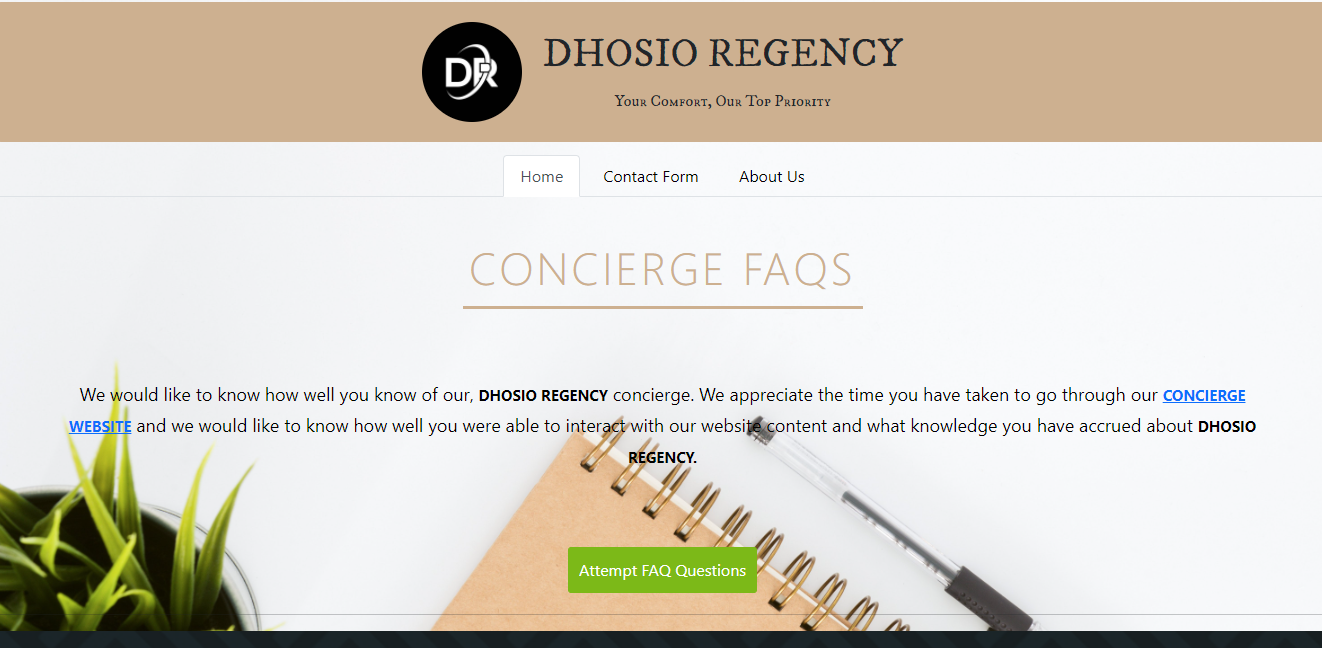 DR
DHOSIO REGENCY
Your Comfort, Our Top Priority
Home Contact Form About Us
CONCIERGE FAQS
We would like to know how well you know of our, DHOSIO REGENCY concierge. We appreciate the time you have taken to go through our CONCIERGE
WEBSITE and we would like to know how well you were able to interact with our website content and what knowledge you have accrued about DHOSIO
REGENCY.
Attempt FAQ Questions